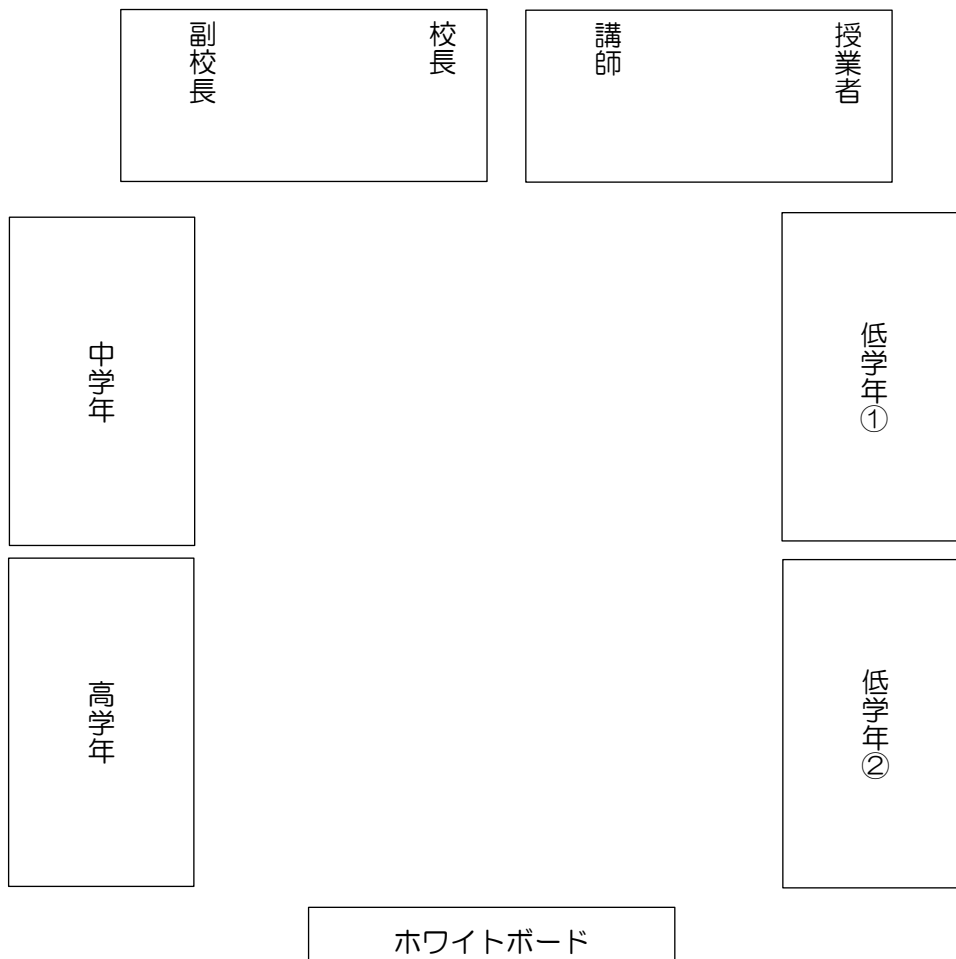 副校長
校長
講師
授業者
中学年
低学年①
高学年
低学年②
ホワイトボード